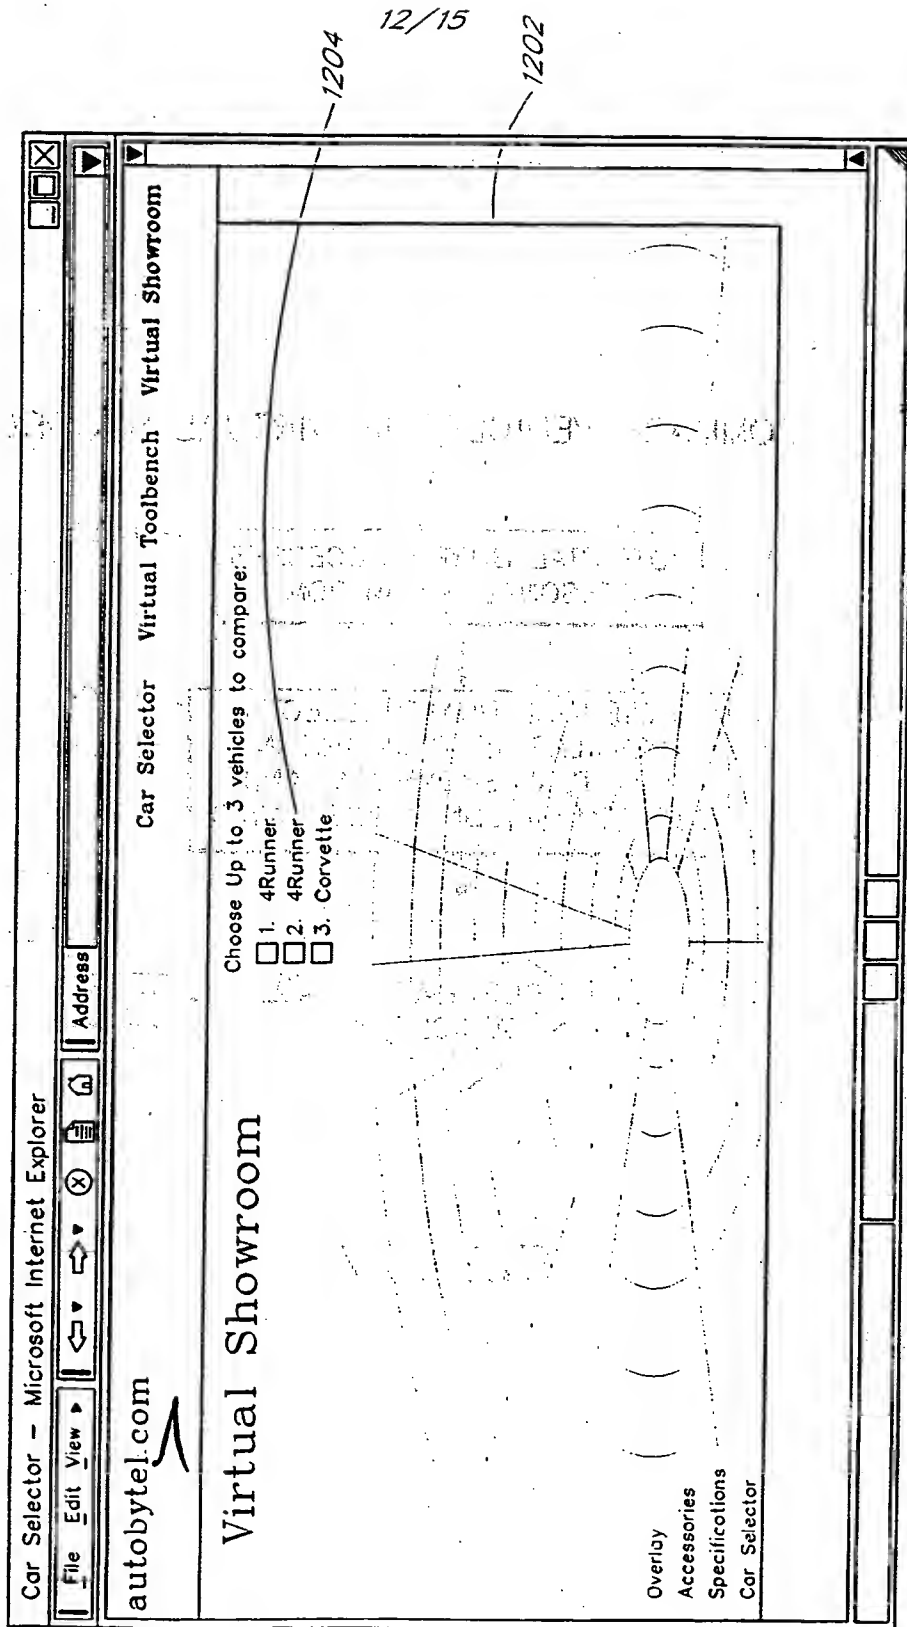 12/15
Car Selector – Microsoft Internet Explorer
File Edit View
Address
autobytel.com
Car Selector Virtual Toolbench Virtual Showroom
Virtual Showroom
Choose Up to 3 vehicles to compare:
1. 4Runner
2. 4Runner
3. Corvette
1204
1202
Overlay
Accessories
Specifications
Car Selector